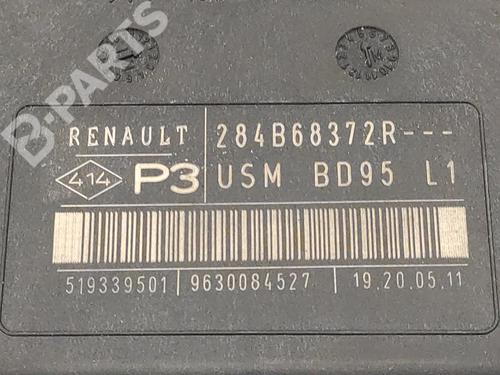 B-PARTS
RENAULT 284B68372R---
414 P3 USM BD95 L1
519339501 9630084527 19.20.05.11